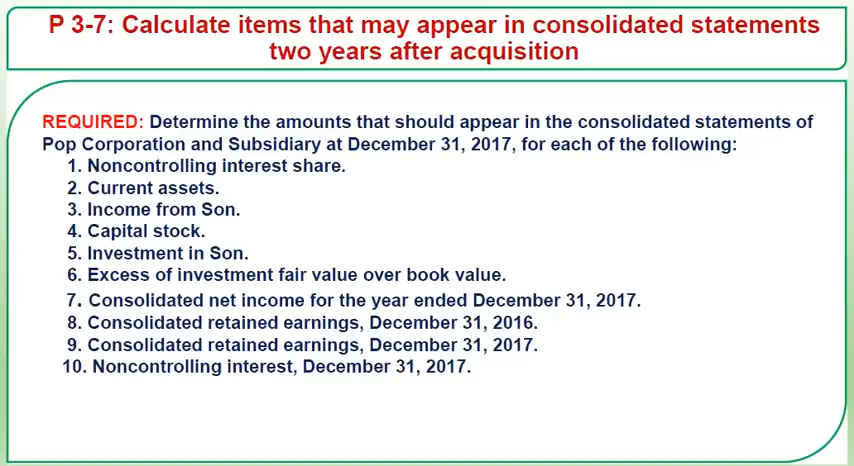 P 3-7: Calculate items that may appear in consolidated statements
two years after acquisition
REQUIRED: Determine the amounts that should appear in the consolidated statements of
Pop Corporation and Subsidiary at December 31, 2017, for each of the following:
1. Noncontrolling interest share.
2. Current assets.
3. Income from Son.
4. Capital stock.
5. Investment in Son.
6. Excess of investment fair value over book value.
7. Consolidated net income for the year ended December 31, 2017.
8. Consolidated retained earnings, December 31, 2016.
9. Consolidated retained earnings, December 31, 2017.
10. Noncontrolling interest, December 31, 2017.